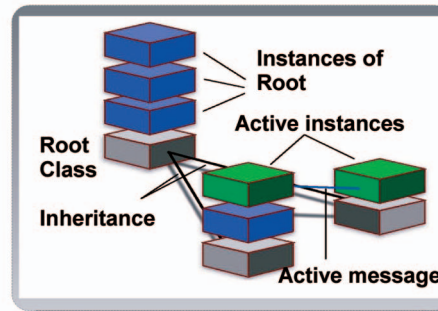 Instances of
Root
Active instances
Root
Class
Inheritance
Active message